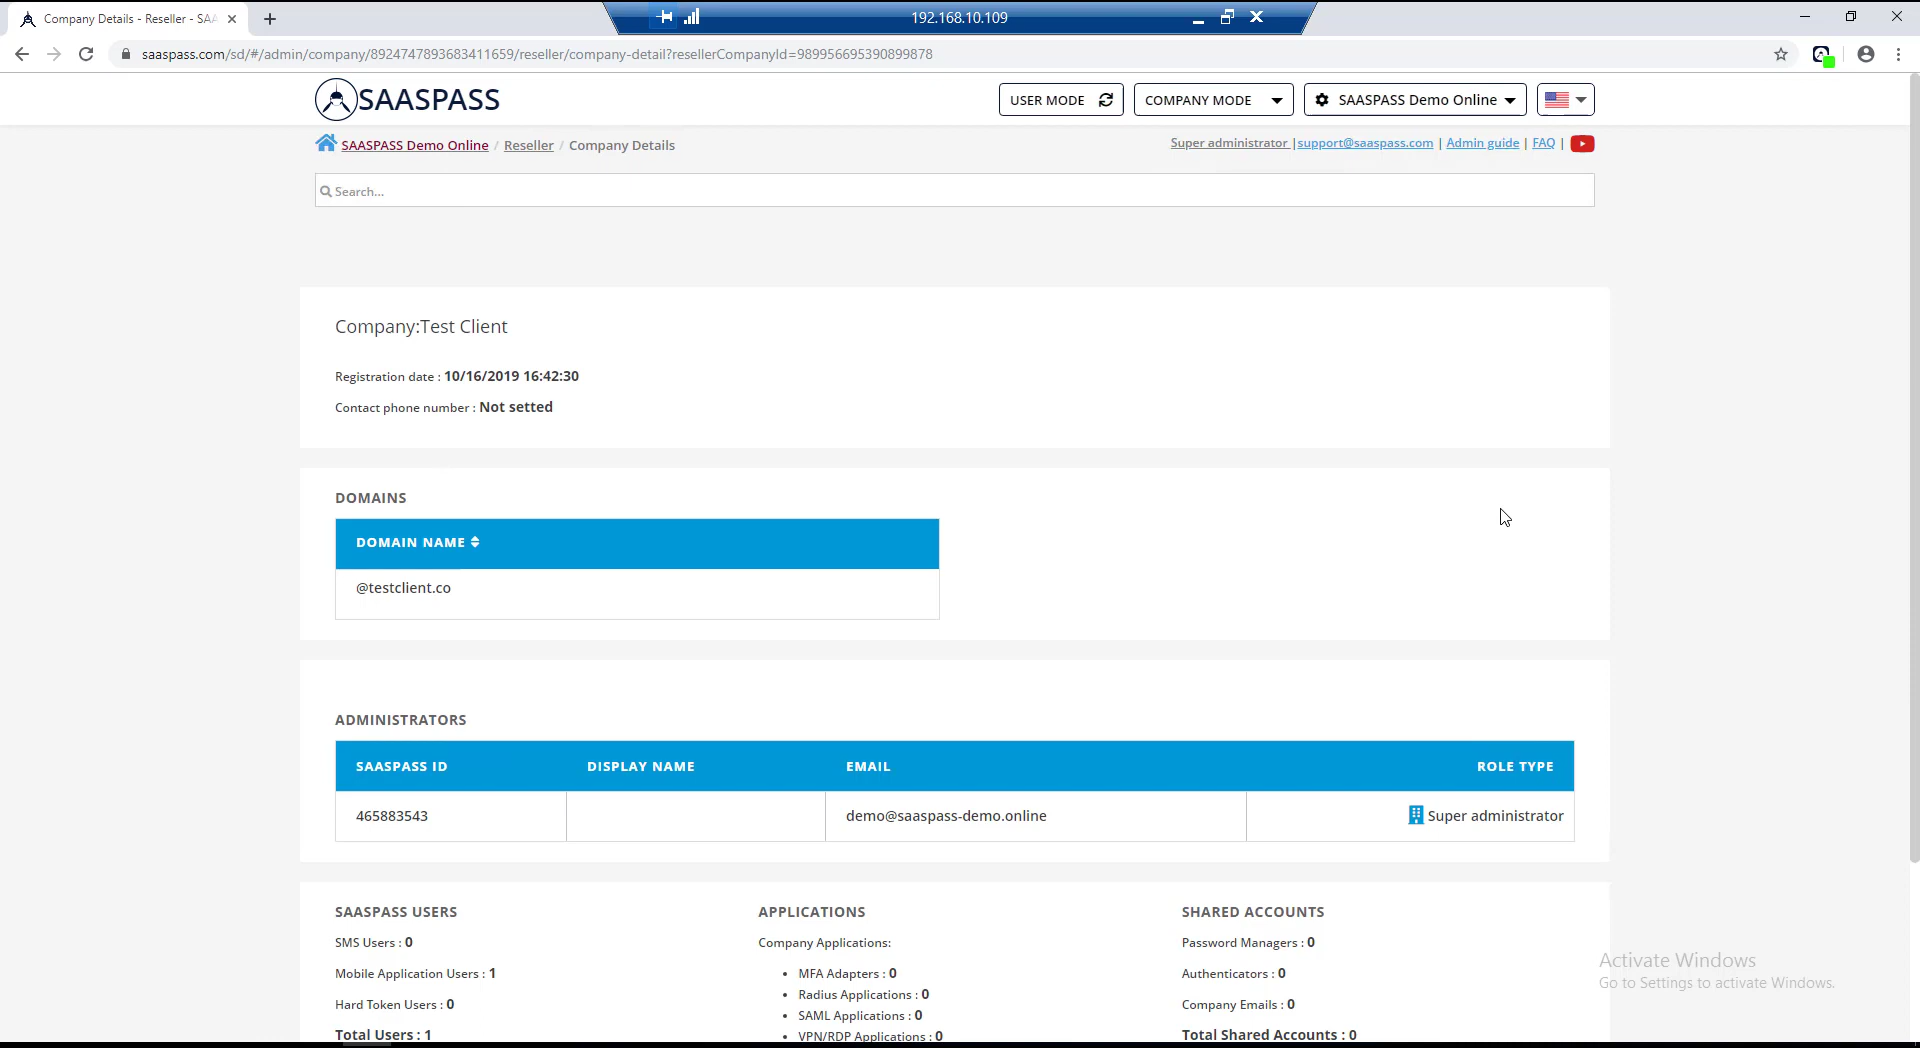 Company Details - Reseller - SAA
192.168.10.109
saaspass.com/sd/#/admin/company/8924747893683411659/reseller/company-detail?resellerCompanyId=989956695390899878
SAASPASS
USER MODE
COMPANY MODE
SAASPASS Demo Online
SAASPASS Demo Online / Reseller / Company Details
Super administrator |support@saaspass.com | Admin guide | FAQ |
Search...
Company:Test Client
Registration date : 10/16/2019 16:42:30
Contact phone number : Not setted
DOMAINS
DOMAIN NAME
@testclient.co
ADMINISTRATORS
SAASPASS ID DISPLAY NAME EMAIL ROLE TYPE
465883543 demo@saaspass-demo.online Super administrator
SAASPASS USERS
SMS Users : 0
Mobile Application Users : 1
Hard Token Users : 0
Total Users : 1
APPLICATIONS
Company Applications:
• MFA Adapters : 0
• Radius Applications : 0
• SAML Applications : 0
• VPN/RDP Applications : 0
SHARED ACCOUNTS
Password Managers : 0
Authenticators : 0
Company Emails : 0
Total Shared Accounts : 0
Activate Windows
Go to Settings to activate Windows.